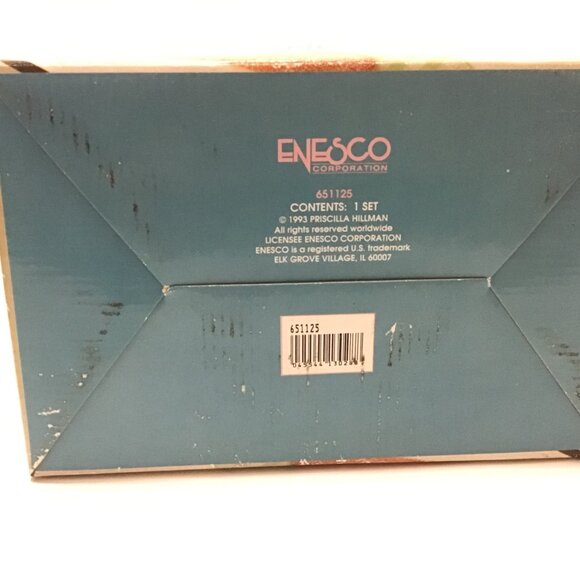 ENESCO
CORPORATION
651125
CONTENTS: 1 SET
© 1993 PRISCILLA HILLMAN
All rights reserved worldwide
LICENSEE ENESCO CORPORATION
ENESCO is a registered U.S. trademark
ELK GROVE VILLAGE, IL 60007
651125